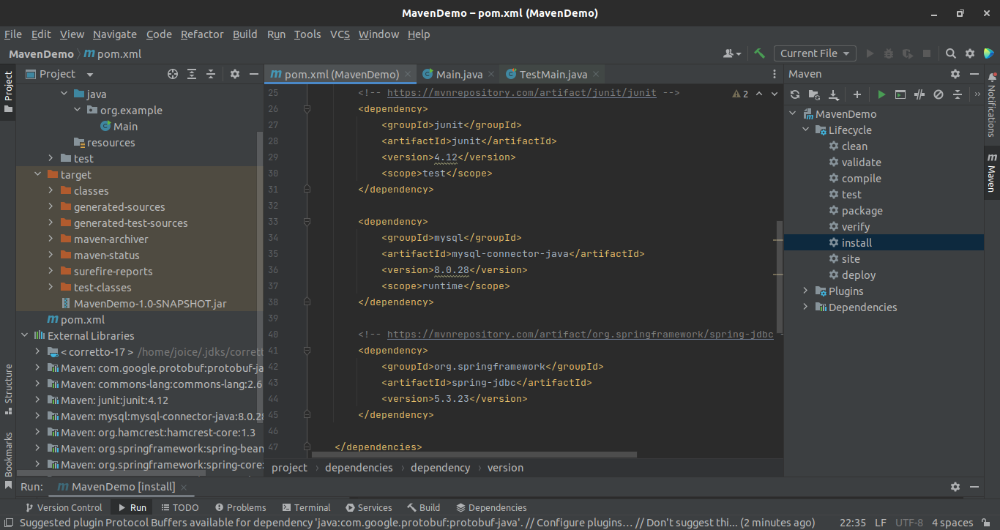 MavenDemo – pom.xml (MavenDemo)
File Edit View Navigate Code Refactor Build Run Tools VCS Window Help
MavenDemo pom.xml
Current File
Project
Project
java
org.example
Main
resources
test
target
classes
generated-sources
generated-test-sources
maven-archiver
maven-status
surefire-reports
test-classes
MavenDemo-1.0-SNAPSHOT.jar
pom.xml
External Libraries
< corretto-17 > /home/joice/.jdks/corrett
Maven: com.google.protobuf:protobuf-ja
Maven: commons-lang:commons-lang:2.6
Maven: junit:junit:4.12
Maven: mysql:mysql-connector-java:8.0.28
Maven: org.hamcrest:hamcrest-core:1.3
Maven: org.springframework:spring-bean
Maven: org.springframework:spring-core:
Structure
Bookmarks
pom.xml (MavenDemo) Main.java TestMain.java
2
25 <!-- https://mvnrepository.com/artifact/junit/junit -->
26 <dependency>
27 <groupId>junit</groupId>
28 <artifactId>junit</artifactId>
29 <version>4.12</version>
30 <scope>test</scope>
31 </dependency>
32
33 <dependency>
34 <groupId>mysql</groupId>
35 <artifactId>mysql-connector-java</artifactId>
36 <version>8.0.28</version>
37 <scope>runtime</scope>
38 </dependency>
39
40 <!-- https://mvnrepository.com/artifact/org.springframework/spring-jdbc
41 <dependency>
42 <groupId>org.springframework</groupId>
43 <artifactId>spring-jdbc</artifactId>
44 <version>5.3.23</version>
45 </dependency>
46
47 </dependencies>
project dependencies dependency version
Maven
MavenDemo
Lifecycle
clean
validate
compile
test
package
verify
install
site
deploy
Plugins
Dependencies
Notifications
Maven
Run: MavenDemo [install]
Version Control Run TODO Problems Terminal Services Build Dependencies
Suggested plugin Protocol Buffers available for dependency 'java:com.google.protobuf:protobuf-java'. // Configure plugins... // Don't suggest thi... (2 minutes ago) 22:35 LF UTF-8 4 spaces